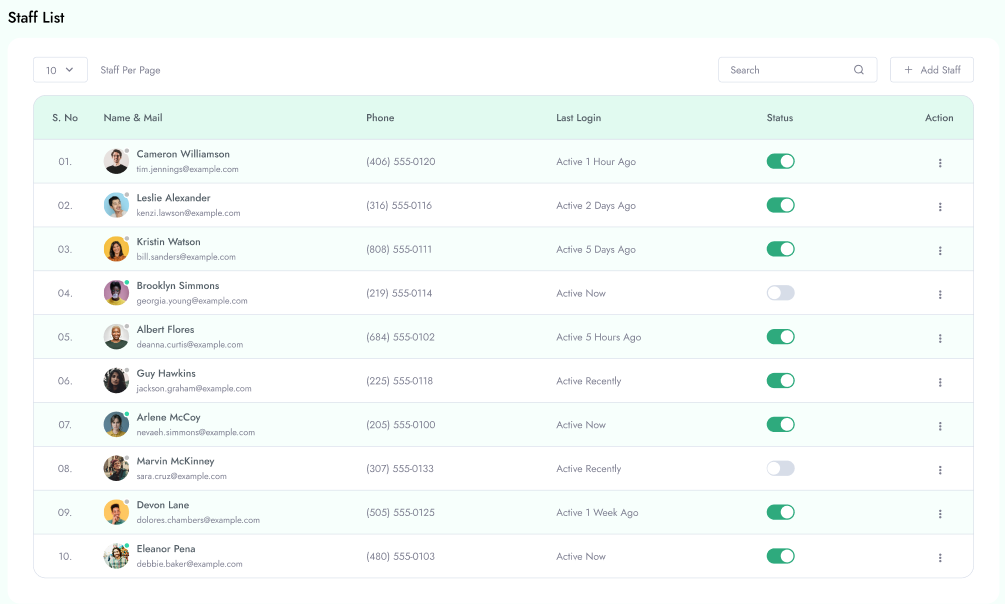 Staff List
10 Staff Per Page Search + Add Staff
S. No Name & Mail Phone Last Login Status Action
01. Cameron Williamson (406) 555-0120 Active 1 Hour Ago
tim.jennings@example.com
02. Leslie Alexander (316) 555-0116 Active 2 Days Ago
kenzi.lawson@example.com
03. Kristin Watson (808) 555-0111 Active 5 Days Ago
bill.sanders@example.com
04. Brooklyn Simmons (219) 555-0114 Active Now
georgia.young@example.com
05. Albert Flores (684) 555-0102 Active 5 Hours Ago
deanna.curtis@example.com
06. Guy Hawkins (225) 555-0118 Active Recently
jackson.graham@example.com
07. Arlene McCoy (205) 555-0100 Active Now
nevaeh.simmons@example.com
08. Marvin McKinney (307) 555-0133 Active Recently
sara.cruz@example.com
09. Devon Lane (505) 555-0125 Active 1 Week Ago
dolores.chambers@example.com
10. Eleanor Pena (480) 555-0103 Active Now
debbie.baker@example.com